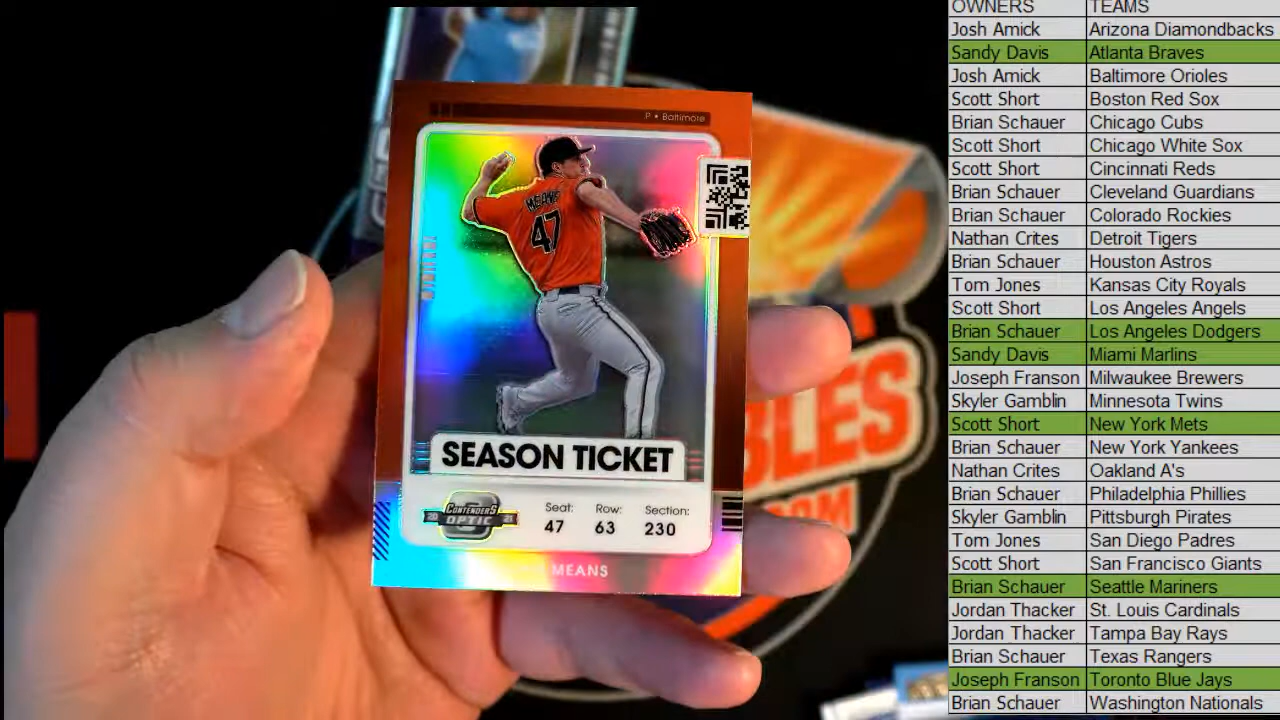 P • Baltimore
MEANS
47
SEASON TICKET
CONTENDERS
20 OPTIC 21
Seat: Row: Section:
47 63 230
MEANS
BLES
COM
OWNERS TEAMS
Josh Amick Arizona Diamondbacks
Sandy Davis Atlanta Braves
Josh Amick Baltimore Orioles
Scott Short Boston Red Sox
Brian Schauer Chicago Cubs
Scott Short Chicago White Sox
Scott Short Cincinnati Reds
Brian Schauer Cleveland Guardians
Brian Schauer Colorado Rockies
Nathan Crites Detroit Tigers
Brian Schauer Houston Astros
Tom Jones Kansas City Royals
Scott Short Los Angeles Angels
Brian Schauer Los Angeles Dodgers
Sandy Davis Miami Marlins
Joseph Franson Milwaukee Brewers
Skyler Gamblin Minnesota Twins
Scott Short New York Mets
Brian Schauer New York Yankees
Nathan Crites Oakland A's
Brian Schauer Philadelphia Phillies
Skyler Gamblin Pittsburgh Pirates
Tom Jones San Diego Padres
Scott Short San Francisco Giants
Brian Schauer Seattle Mariners
Jordan Thacker St. Louis Cardinals
Jordan Thacker Tampa Bay Rays
Brian Schauer Texas Rangers
Joseph Franson Toronto Blue Jays
Brian Schauer Washington Nationals